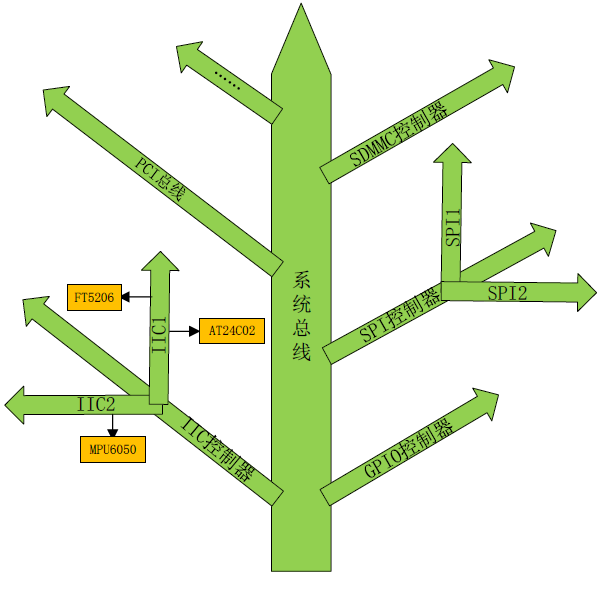 ……
SDMMC控制器
PCI总线
SPI1
系统总线
SPI2
FT5206
IIC1
AT24C02
SPI控制器
IIC2
MPU6050
IIC控制器
GPIO控制器